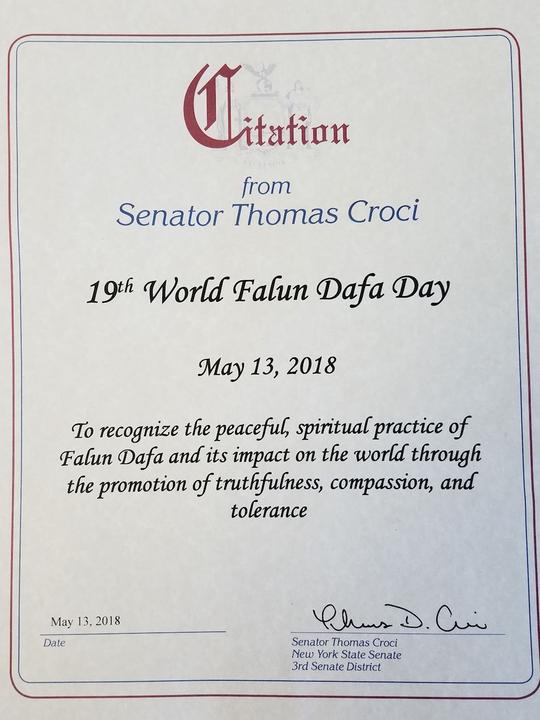 Citation
from
Senator Thomas Croci
19th World Falun Dafa Day
May 13, 2018
To recognize the peaceful, spiritual practice of
Falun Dafa and its impact on the world through
the promotion of truthfulness, compassion, and
tolerance
May 13, 2018
Date
Thomas D. Croci
Senator Thomas Croci
New York State Senate
3rd Senate District